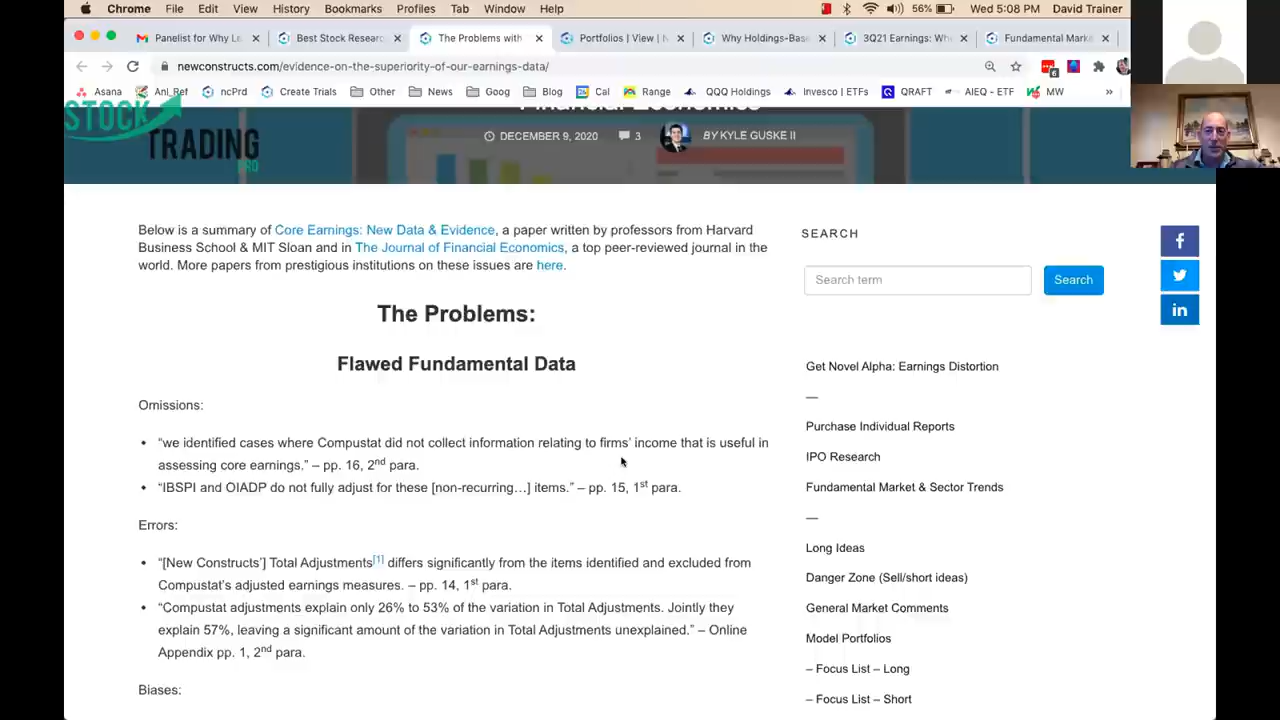 Chrome File Edit View History Bookmarks Profiles Tab Window Help 56% Wed 5:08 PM David Trainer
Panelist for Why Le × Best Stock Researc × The Problems with × Portfolios | View | N × Why Holdings-Bas × 3Q21 Earnings: Wh × Fundamental Mark ×
newconstructs.com/evidence-on-the-superiority-of-our-earnings-data/
6
Asana Anl_Ref ncPrd Create Trials Other News Goog Blog Cal Range QQQ Holdings Invesco | ETFs QRAFT AIEQ - ETF MW »
Financial Economics
STOCK
TRADING
PRO
DECEMBER 9, 2020 3 BY KYLE GUSKE II
Below is a summary of Core Earnings: New Data & Evidence, a paper written by professors from Harvard
Business School & MIT Sloan and in The Journal of Financial Economics, a top peer-reviewed journal in the
world. More papers from prestigious institutions on these issues are here.
The Problems:
Flawed Fundamental Data
Omissions:
• “we identified cases where Compustat did not collect information relating to firms’ income that is useful in
assessing core earnings.” – pp. 16, 2nd para.
• “IBSPI and OIADP do not fully adjust for these [non-recurring…] items.” – pp. 15, 1st para.
Errors:
• “[New Constructs’] Total Adjustments[1] differs significantly from the items identified and excluded from
Compustat’s adjusted earnings measures. – pp. 14, 1st para.
• “Compustat adjustments explain only 26% to 53% of the variation in Total Adjustments. Jointly they
explain 57%, leaving a significant amount of the variation in Total Adjustments unexplained.” – Online
Appendix pp. 1, 2nd para.
Biases:
SEARCH
Search term Search
Get Novel Alpha: Earnings Distortion
—
Purchase Individual Reports
IPO Research
Fundamental Market & Sector Trends
—
Long Ideas
Danger Zone (Sell/short ideas)
General Market Comments
Model Portfolios
– Focus List – Long
– Focus List – Short